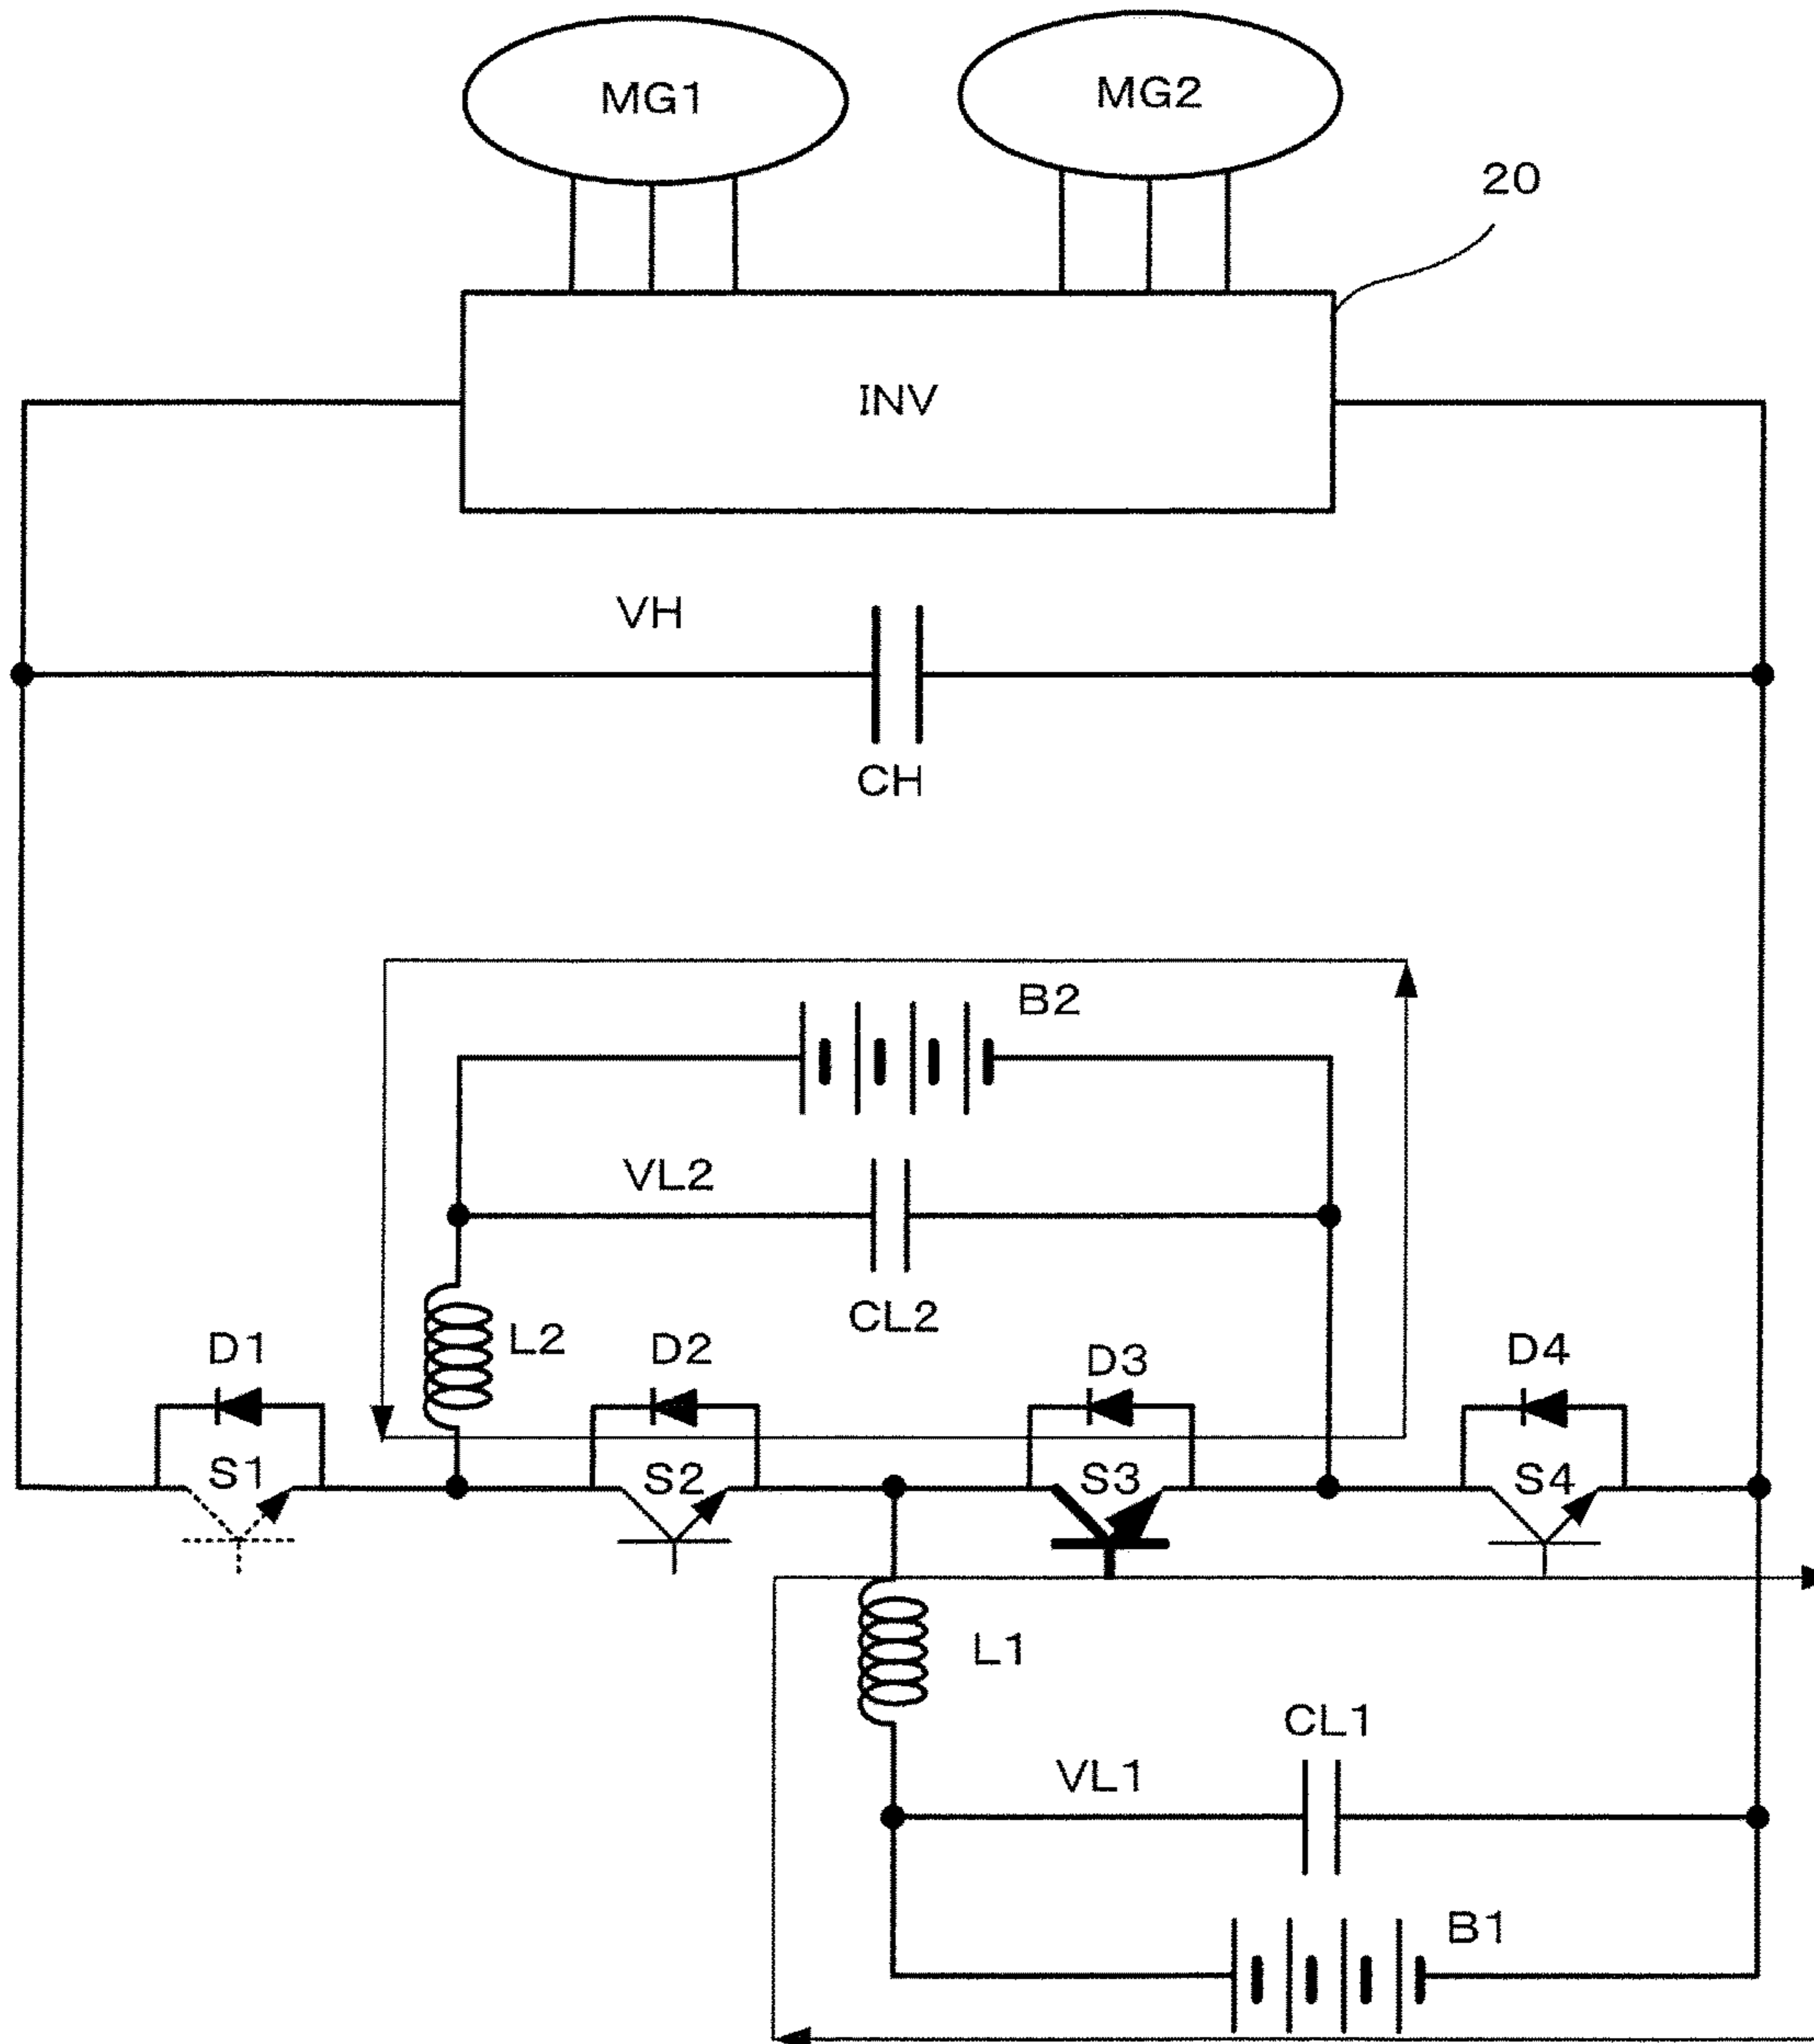 MG1 MG2
20
INV
VH
CH
B2
VL2
CL2
L2
D1 D2 D3 D4
S1 S2 S3 S4
L1
CL1
VL1
B1